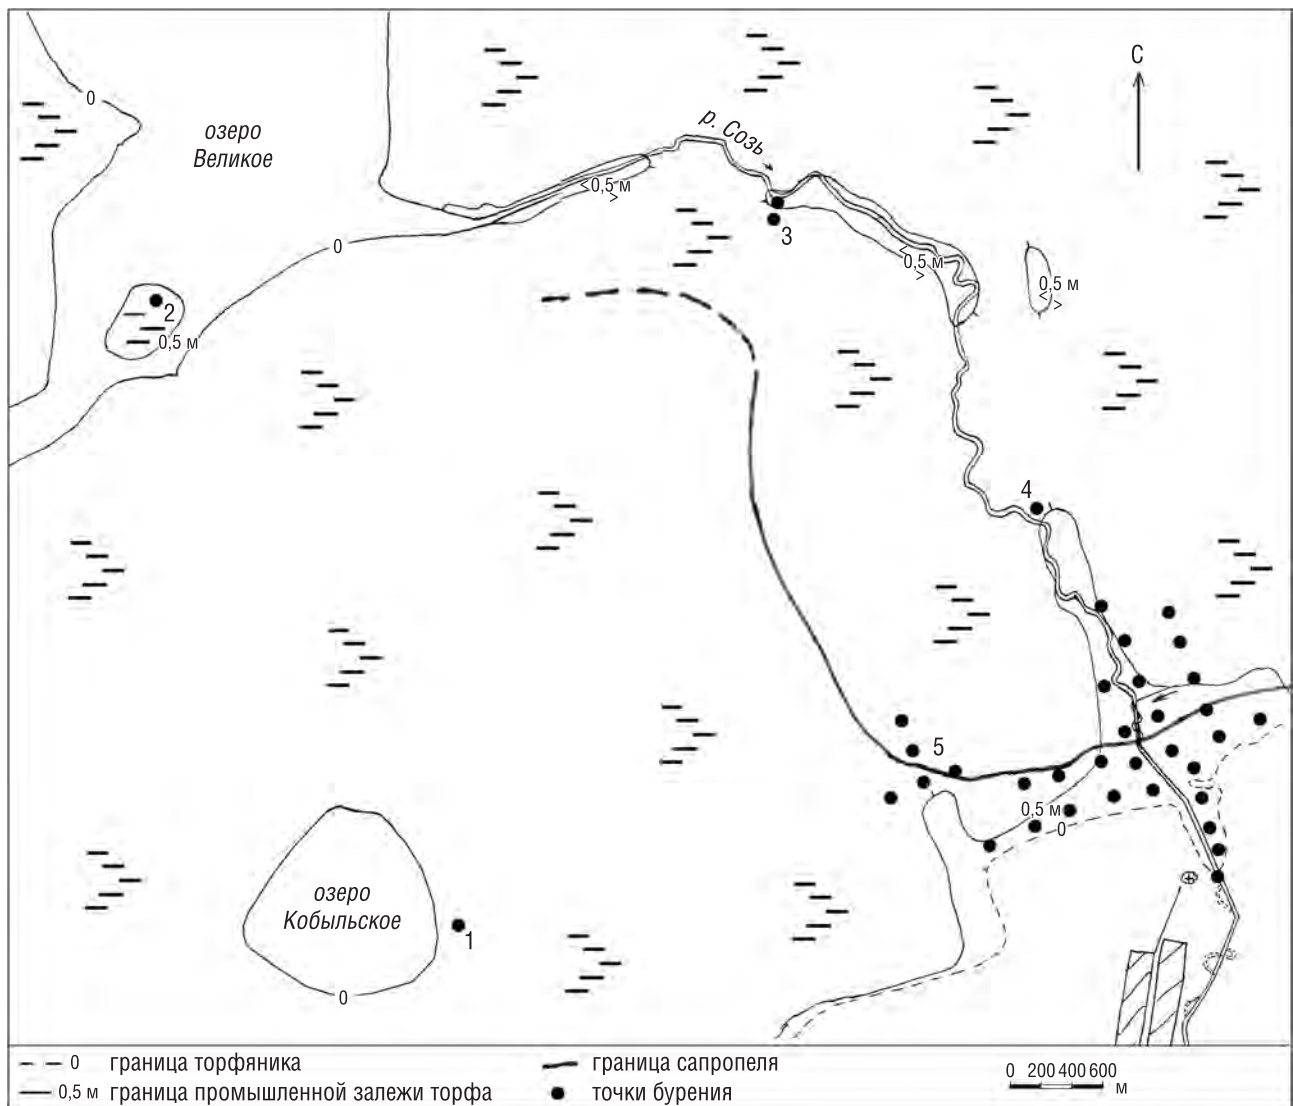 С
0
озеро
Великое
р. Созь
<0,5 м
>
3
0
<
0,5 м
>
0,5 м
<
>
2
0,5 м
4
5
0,5 м
0
озеро
Кобыльское
1
0
0 граница торфяника
граница сапропеля
0,5 м граница промышленной залежи торфа
точки бурения
0 200 400 600
м